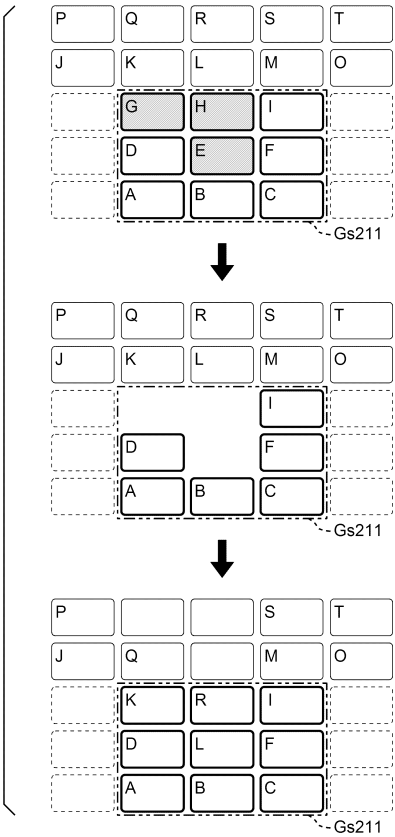 P Q R S T
J K L M O
G H I
D E F
A B C
Gs211
P Q R S T
J K L M O
I
D F
A B C
Gs211
P S T
J Q M O
K R I
D L F
A B C
Gs211